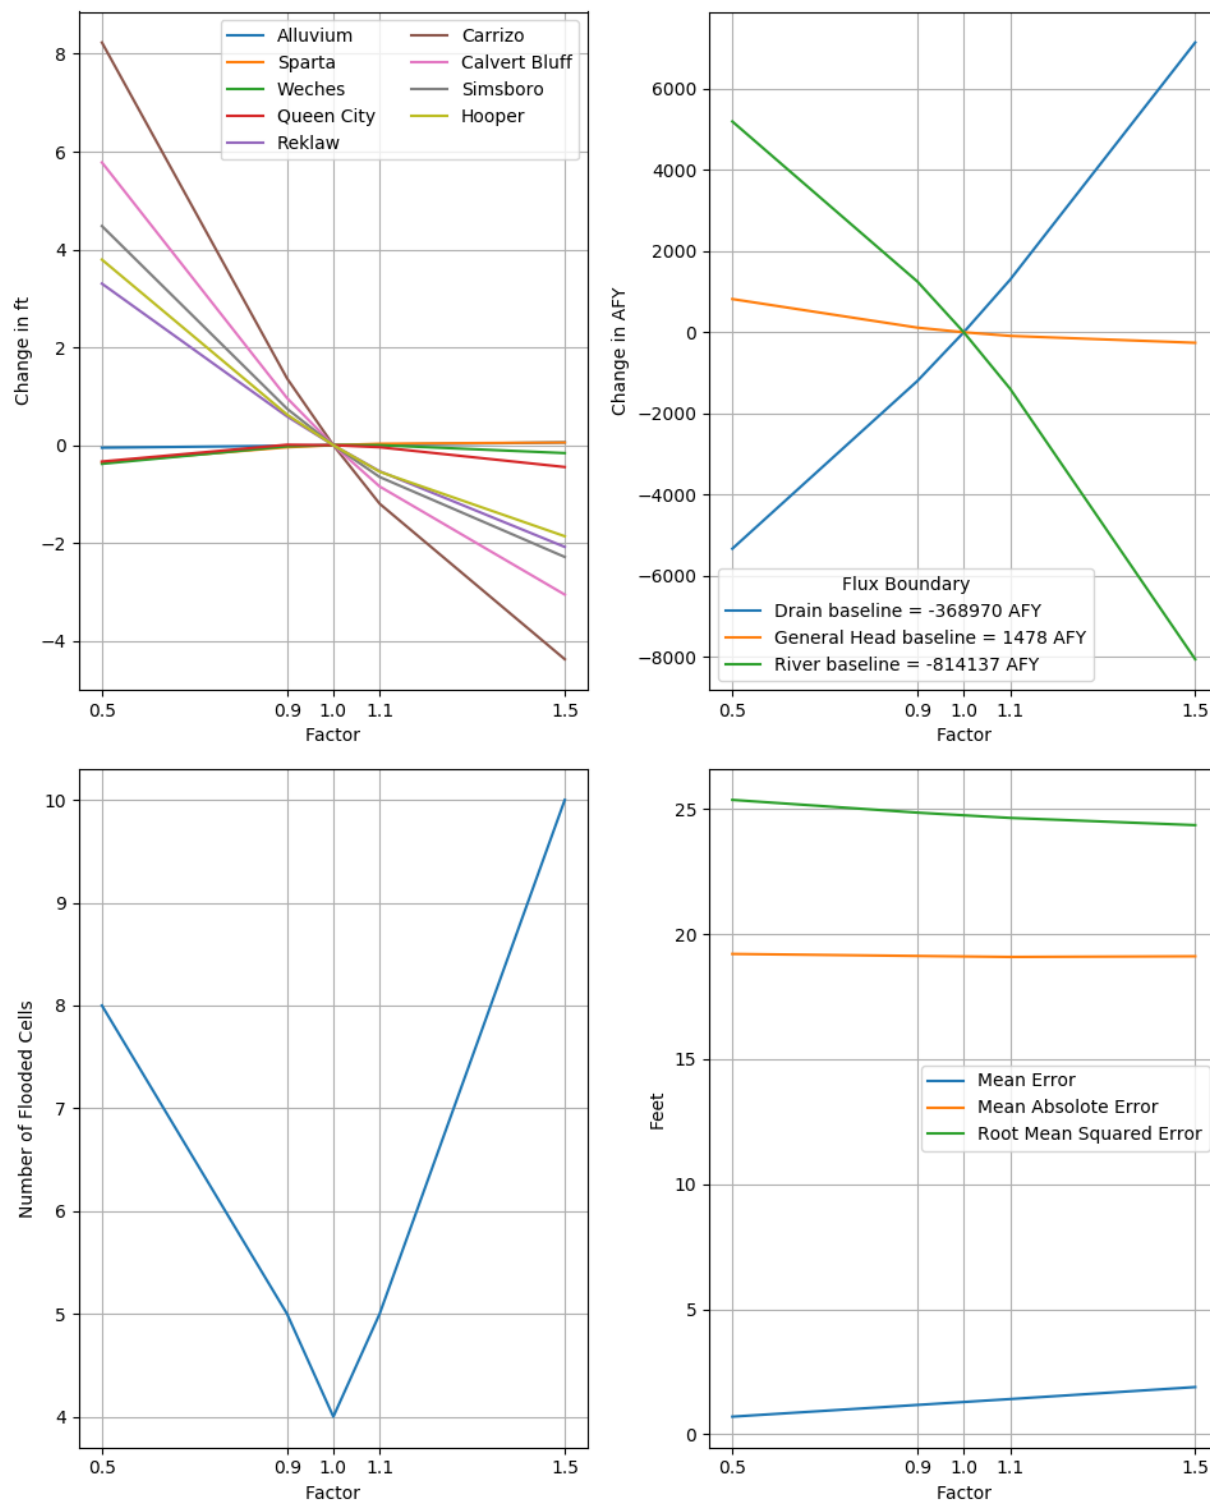 Change in ft
8
6
4
2
0
−2
−4
Alluvium
Sparta
Weches
Queen City
Reklaw
Carrizo
Calvert Bluff
Simsboro
Hooper
0.5 0.9 1.0 1.1 1.5
Factor
Change in AFY
6000
4000
2000
0
−2000
−4000
−6000
−8000
Flux Boundary
Drain baseline = -368970 AFY
General Head baseline = 1478 AFY
River baseline = -814137 AFY
0.5 0.9 1.0 1.1 1.5
Factor
Number of Flooded Cells
10
9
8
7
6
5
4
0.5 0.9 1.0 1.1 1.5
Factor
Feet
25
20
15
10
5
0
Mean Error
Mean Absolote Error
Root Mean Squared Error
0.5 0.9 1.0 1.1 1.5
Factor